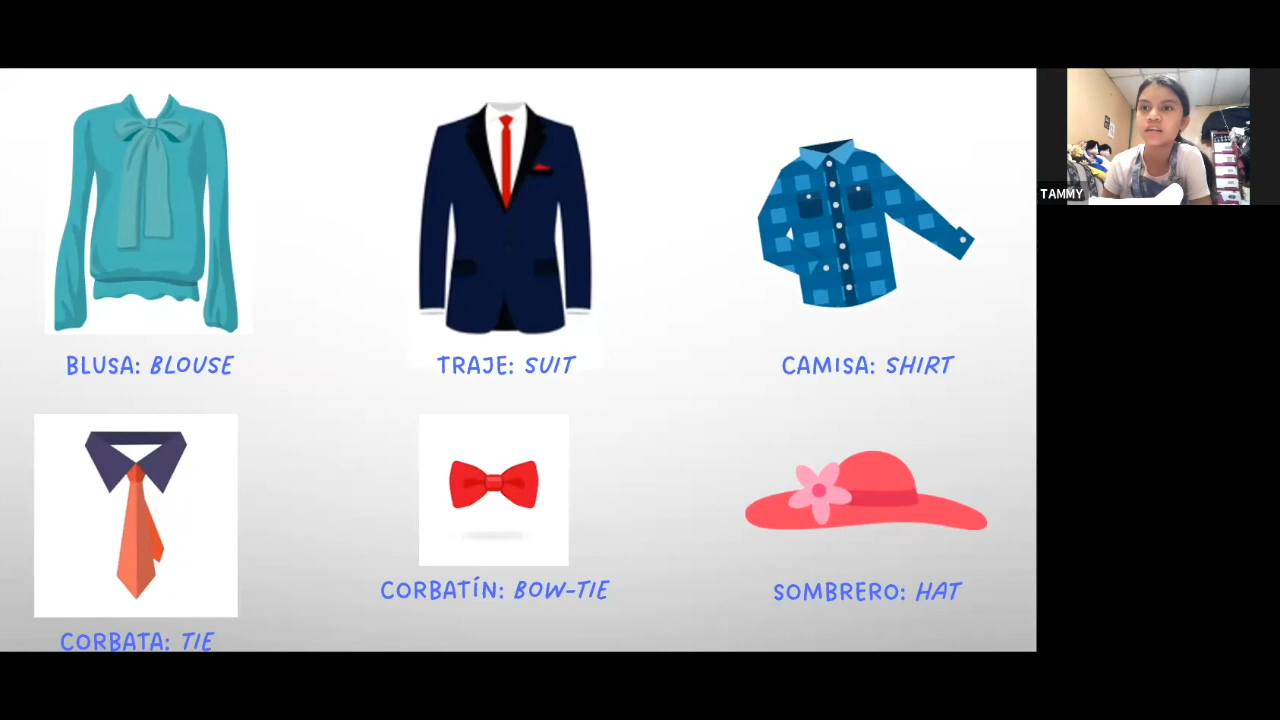 BLUSA: BLOUSE
TRAJE: SUIT
CAMISA: SHIRT
CORBATA: TIE
CORBATÍN: BOW-TIE
SOMBRERO: HAT
TAMMY